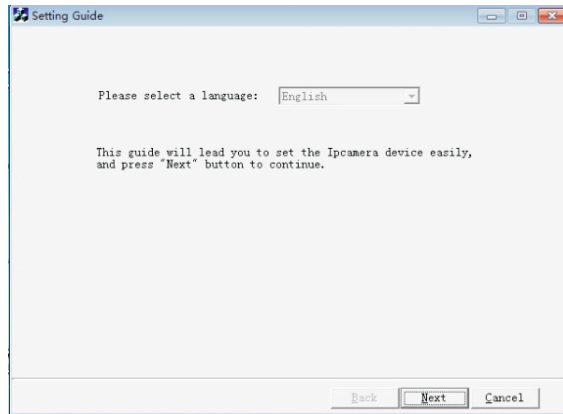 Setting Guide
Please select a language: English
This guide will lead you to set the Ipcamera device easily,
and press "Next" button to continue.
Back Next Cancel